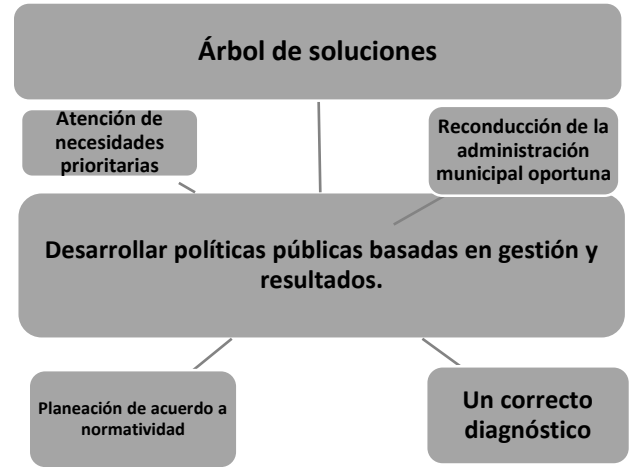 Árbol de soluciones
Atención de
necesidades
prioritarias
Reconducción de la
administración
municipal oportuna
Desarrollar políticas públicas basadas en gestión y
resultados.
Planeación de acuerdo a
normatividad
Un correcto
diagnóstico